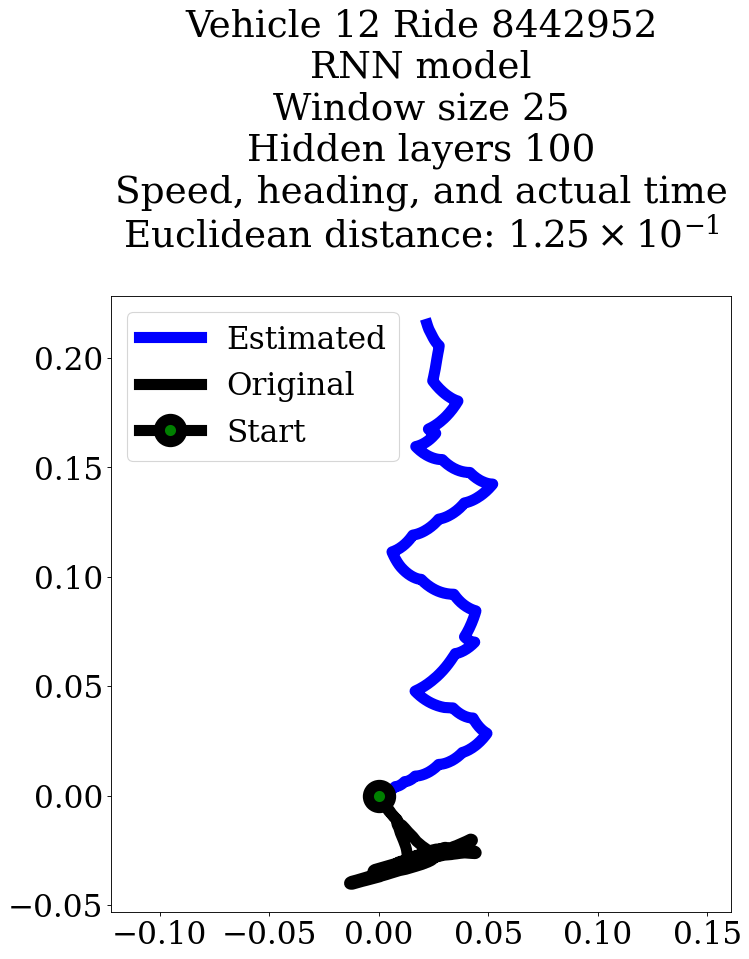 Vehicle 12 Ride 8442952
RNN model
Window size 25
Hidden layers 100
Speed, heading, and actual time
Euclidean distance: 1.25 × 10⁻¹
Estimated
Original
Start
0.20
0.15
0.10
0.05
0.00
−0.05
−0.10 −0.05 0.00 0.05 0.10 0.15